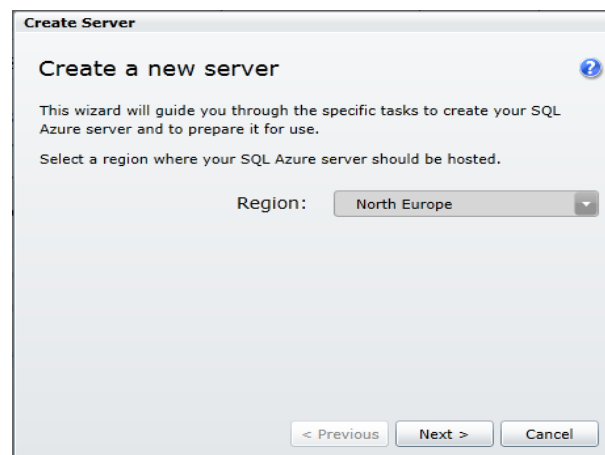 Create Server
Create a new server
?
This wizard will guide you through the specific tasks to create your SQL
Azure server and to prepare it for use.
Select a region where your SQL Azure server should be hosted.
Region: North Europe
< Previous Next > Cancel